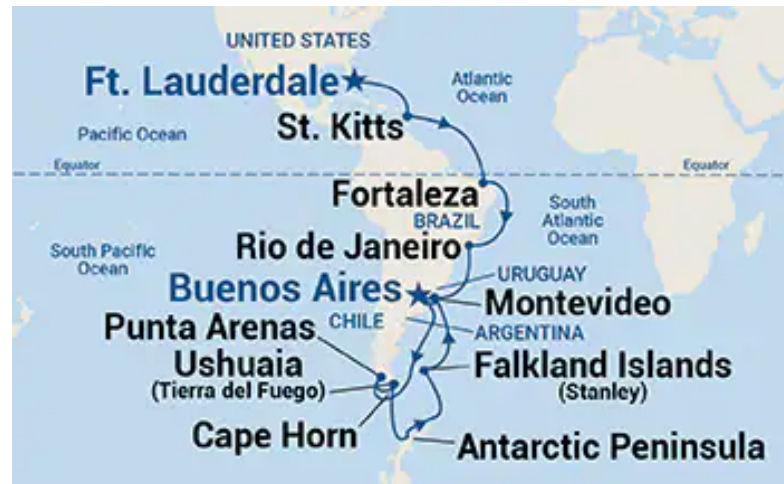 UNITED STATES
Ft. Lauderdale
Atlantic
Ocean
St. Kitts
Pacific Ocean
Equator
Equator
Fortaleza
BRAZIL
South
Atlantic
Ocean
Rio de Janeiro
South Pacific
Ocean
URUGUAY
Buenos Aires
Montevideo
CHILE
ARGENTINA
Punta Arenas
Ushuaia
(Tierra del Fuego)
Falkland Islands
(Stanley)
Cape Horn
Antarctic Peninsula